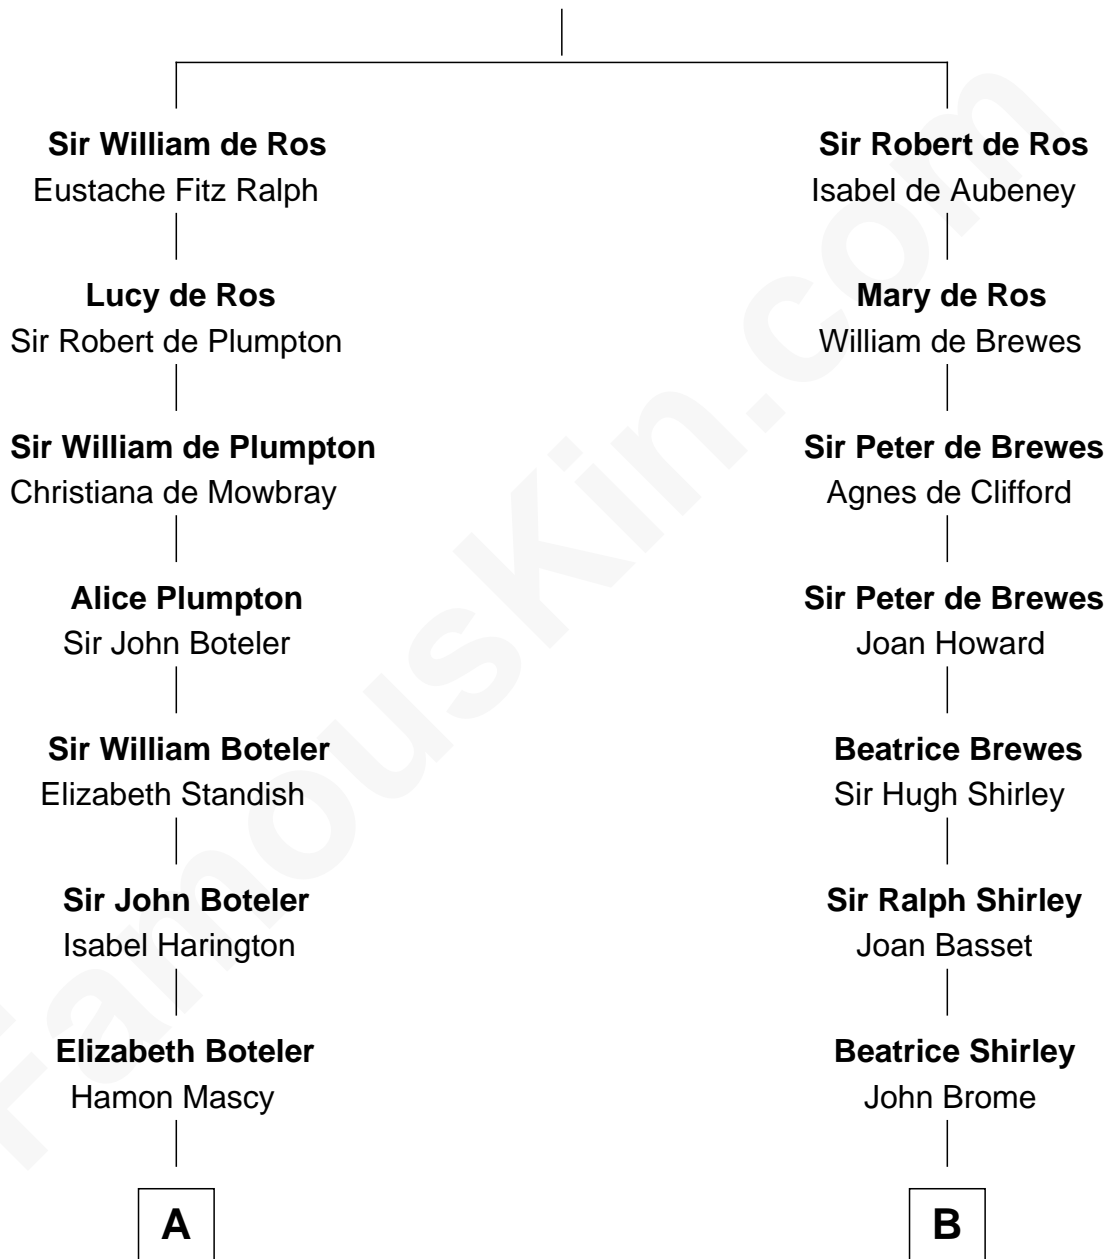 Sir William de Ros
Eustache Fitz Ralph
Lucy de Ros
Sir Robert de Plumpton
Sir William de Plumpton
Christiana de Mowbray
Alice Plumpton
Sir John Boteler
Sir William Boteler
Elizabeth Standish
Sir John Boteler
Isabel Harington
Elizabeth Boteler
Hamon Mascy
A
Sir Robert de Ros
Isabel de Aubeney
Mary de Ros
William de Brewes
Sir Peter de Brewes
Agnes de Clifford
Sir Peter de Brewes
Joan Howard
Beatrice Brewes
Sir Hugh Shirley
Sir Ralph Shirley
Joan Basset
Beatrice Shirley
John Brome
B
FamousKin.com